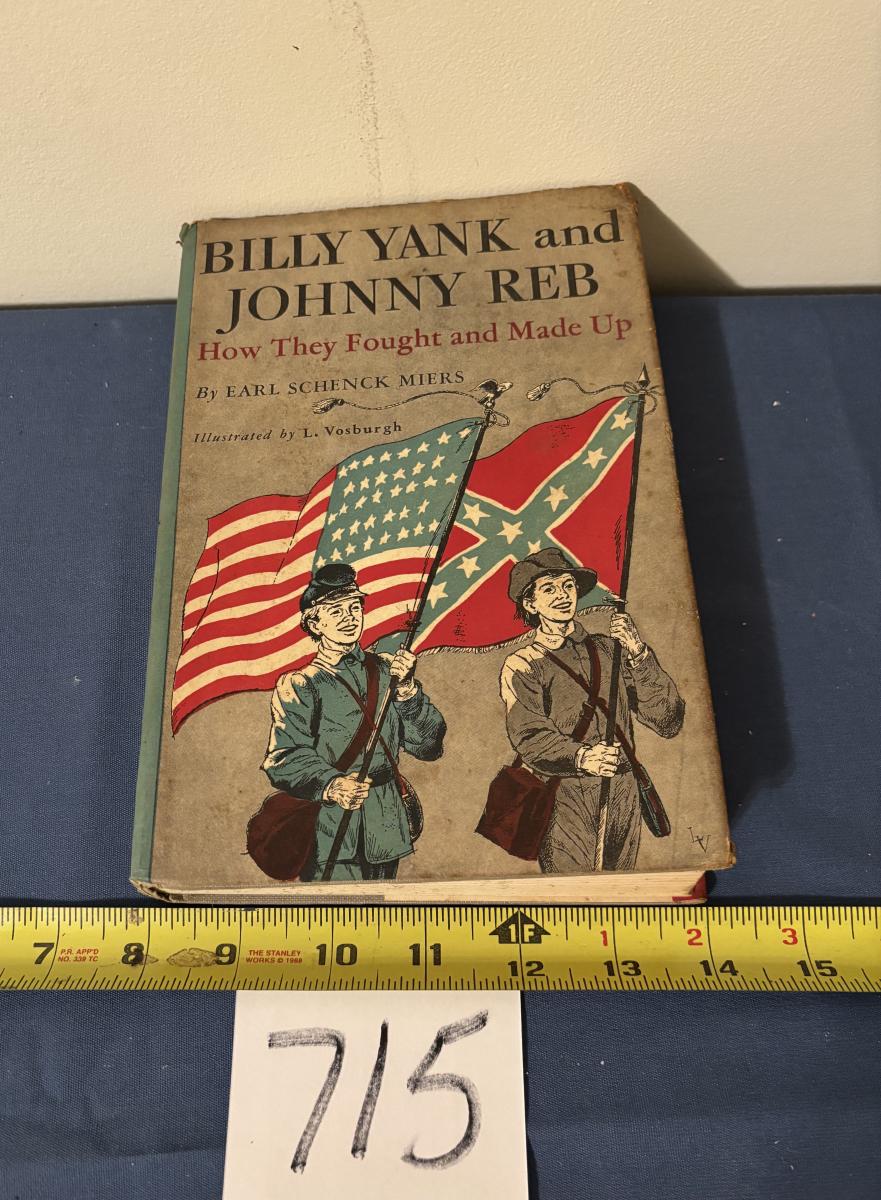 BILLY YANK and
JOHNNY REB
How They Fought and Made Up
By EARL SCHENCK MIERS
Illustrated by L. Vosburgh
LV
7 P.R. APP'D NO. 339 TC 8 9 THE STANLEY WORKS © 1968 10 11 1F 1 2 3
12 13 14 15
715